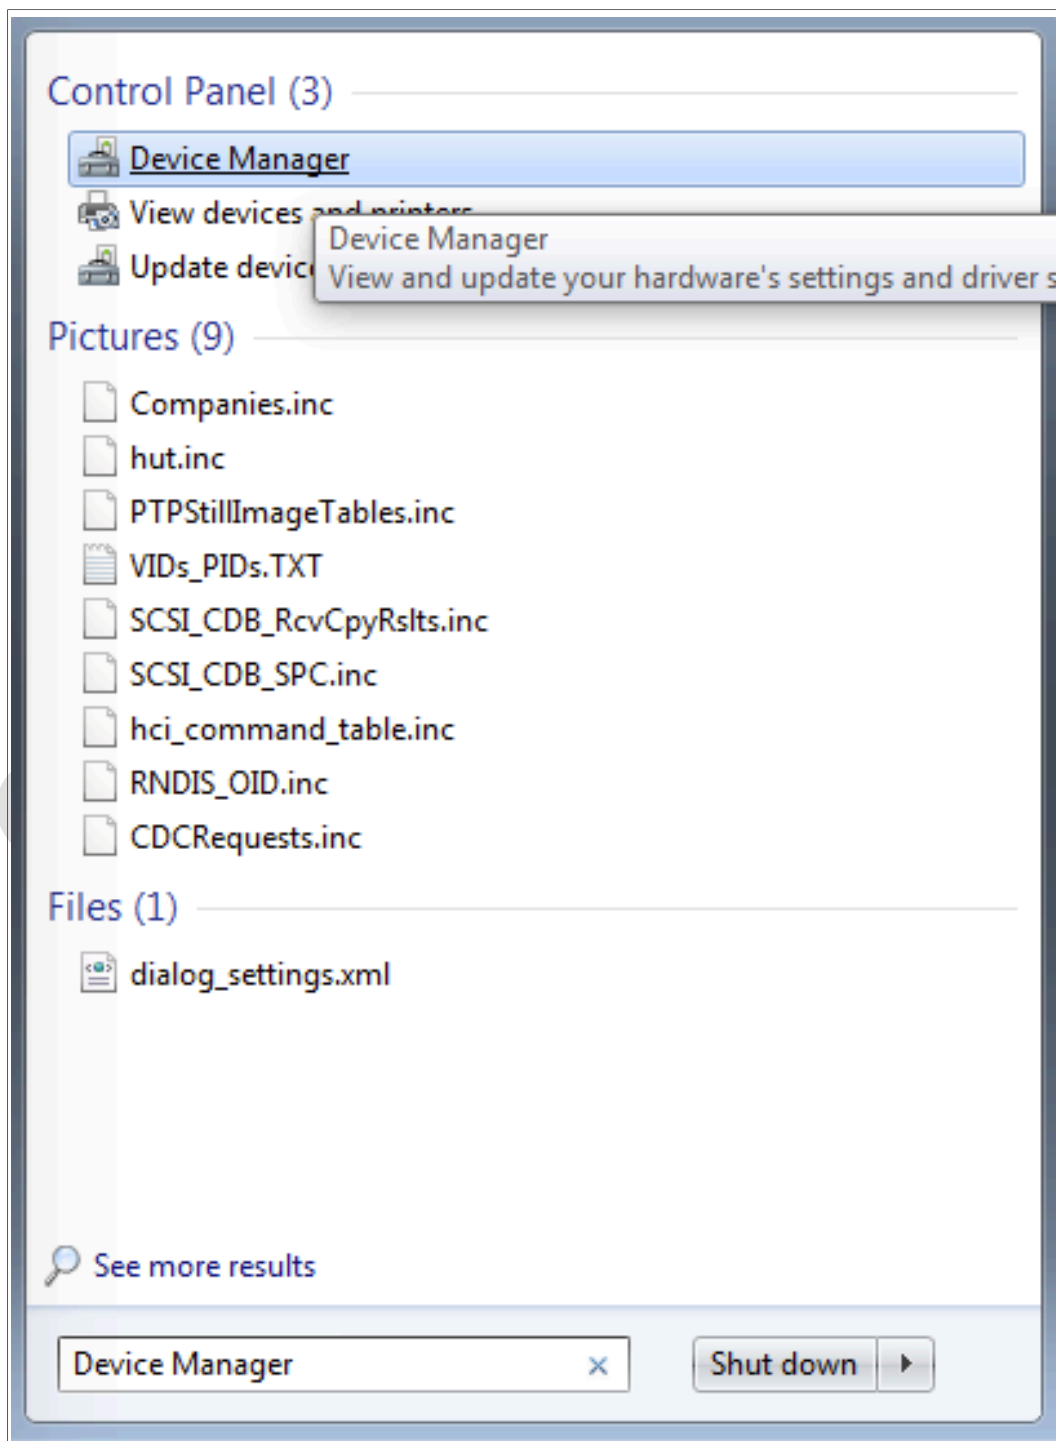 Control Panel (3)
Device Manager
View devices and printers
Update devic
Device Manager
View and update your hardware's settings and driver s
Pictures (9)
Companies.inc
hut.inc
PTPStillImageTables.inc
VIDs_PIDs.TXT
SCSI_CDB_RcvCpyRslts.inc
SCSI_CDB_SPC.inc
hci_command_table.inc
RNDIS_OID.inc
CDCRequests.inc
Files (1)
dialog_settings.xml
See more results
Device Manager
Shut down